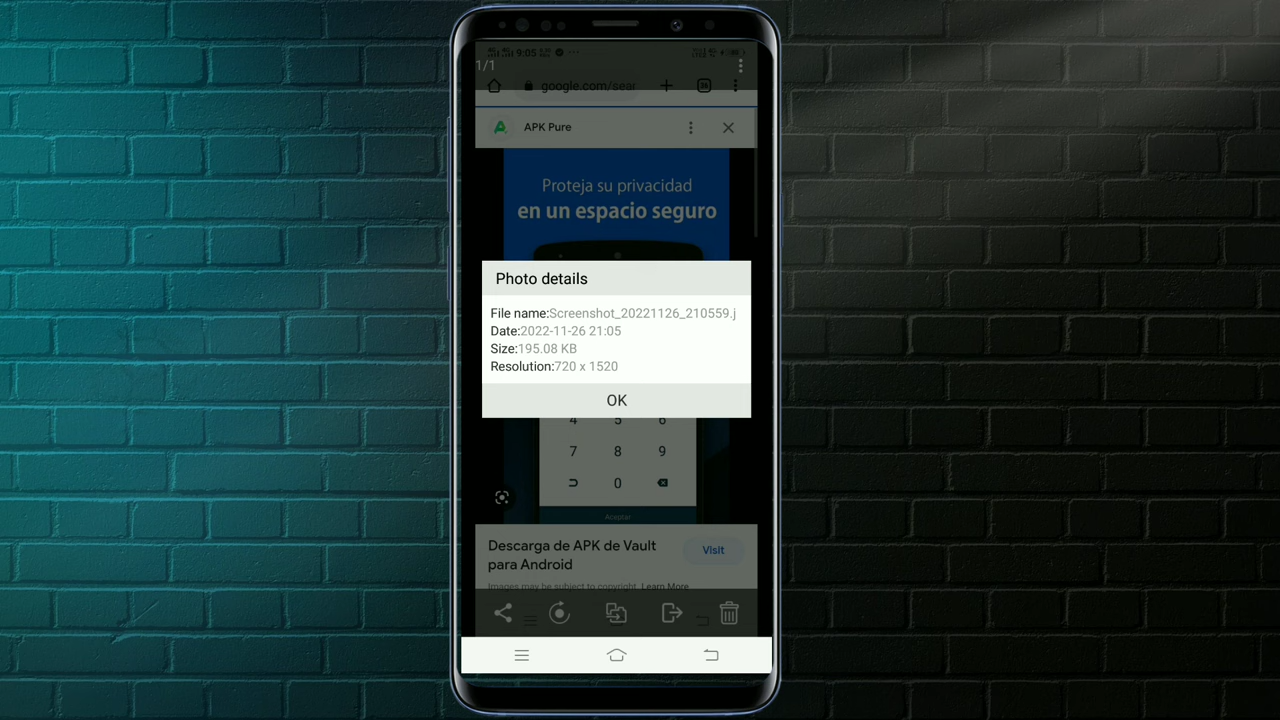 9:05
1/1
google.com/sear
APK Pure
Proteja su privacidad
en un espacio seguro
Photo details
File name:Screenshot_20221126_210559.j
Date:2022-11-26 21:05
Size:195.08 KB
Resolution:720 x 1520
OK
4 5 6
7 8 9
0
Aceptar
Descarga de APK de Vault
para Android
Visit
Images may be subject to copyright. Learn More